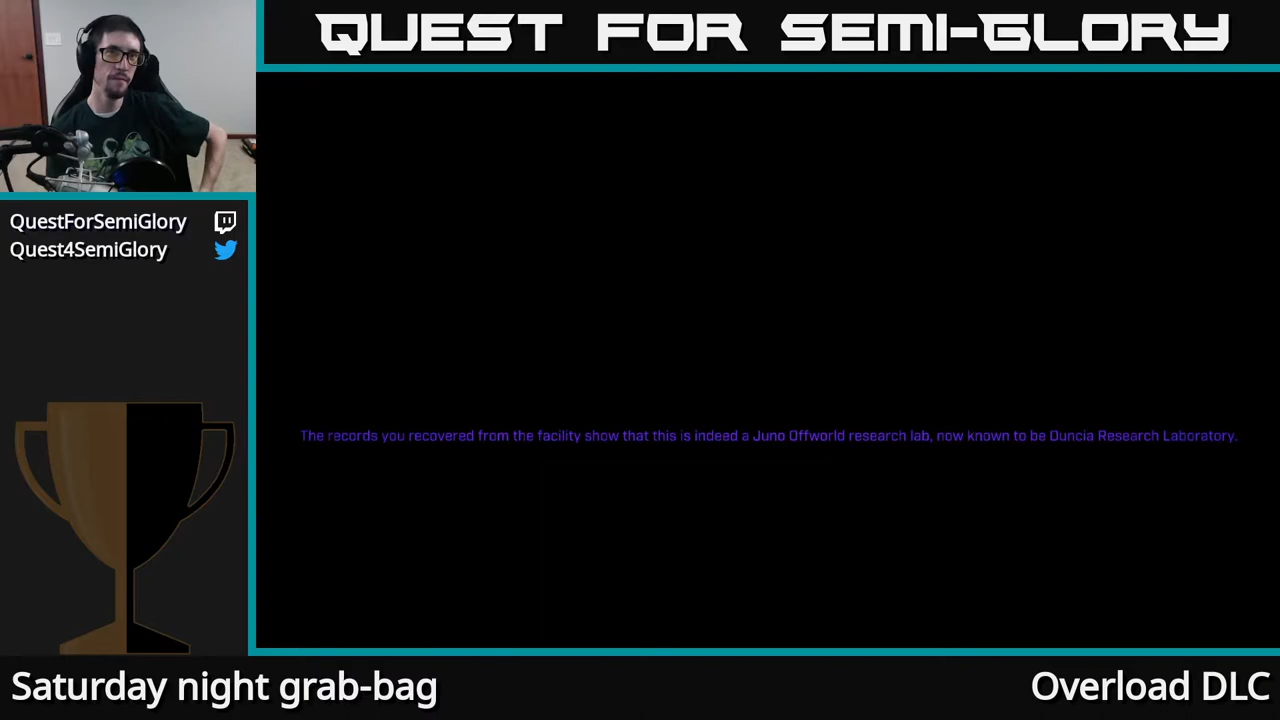 QUEST FOR SEMI-GLORY
QuestForSemiGlory
Quest4SemiGlory
The records you recovered from the facility show that this is indeed a Juno Offworld research lab, now known to be Duncia Research Laboratory.
Saturday night grab-bag
Overload DLC